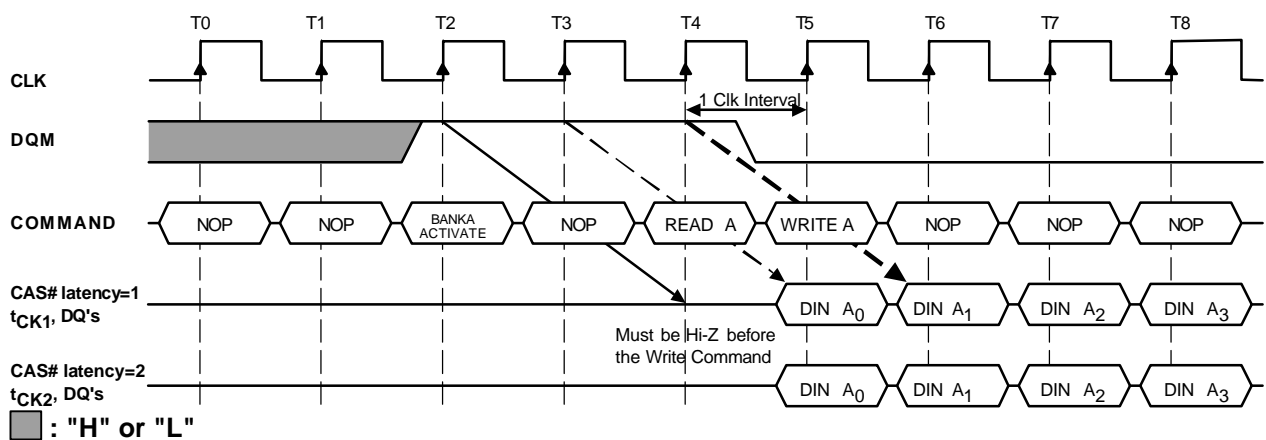 T0 T1 T2 T3 T4 T5 T6 T7 T8
CLK
1 Clk Interval
DQM
COMMAND NOP NOP BANKA ACTIVATE NOP READ A WRITE A NOP NOP NOP
CAS# latency=1
tCK1, DQ's
DIN A0 DIN A1 DIN A2 DIN A3
Must be Hi-Z before
the Write Command
CAS# latency=2
tCK2, DQ's
DIN A0 DIN A1 DIN A2 DIN A3
: "H" or "L"